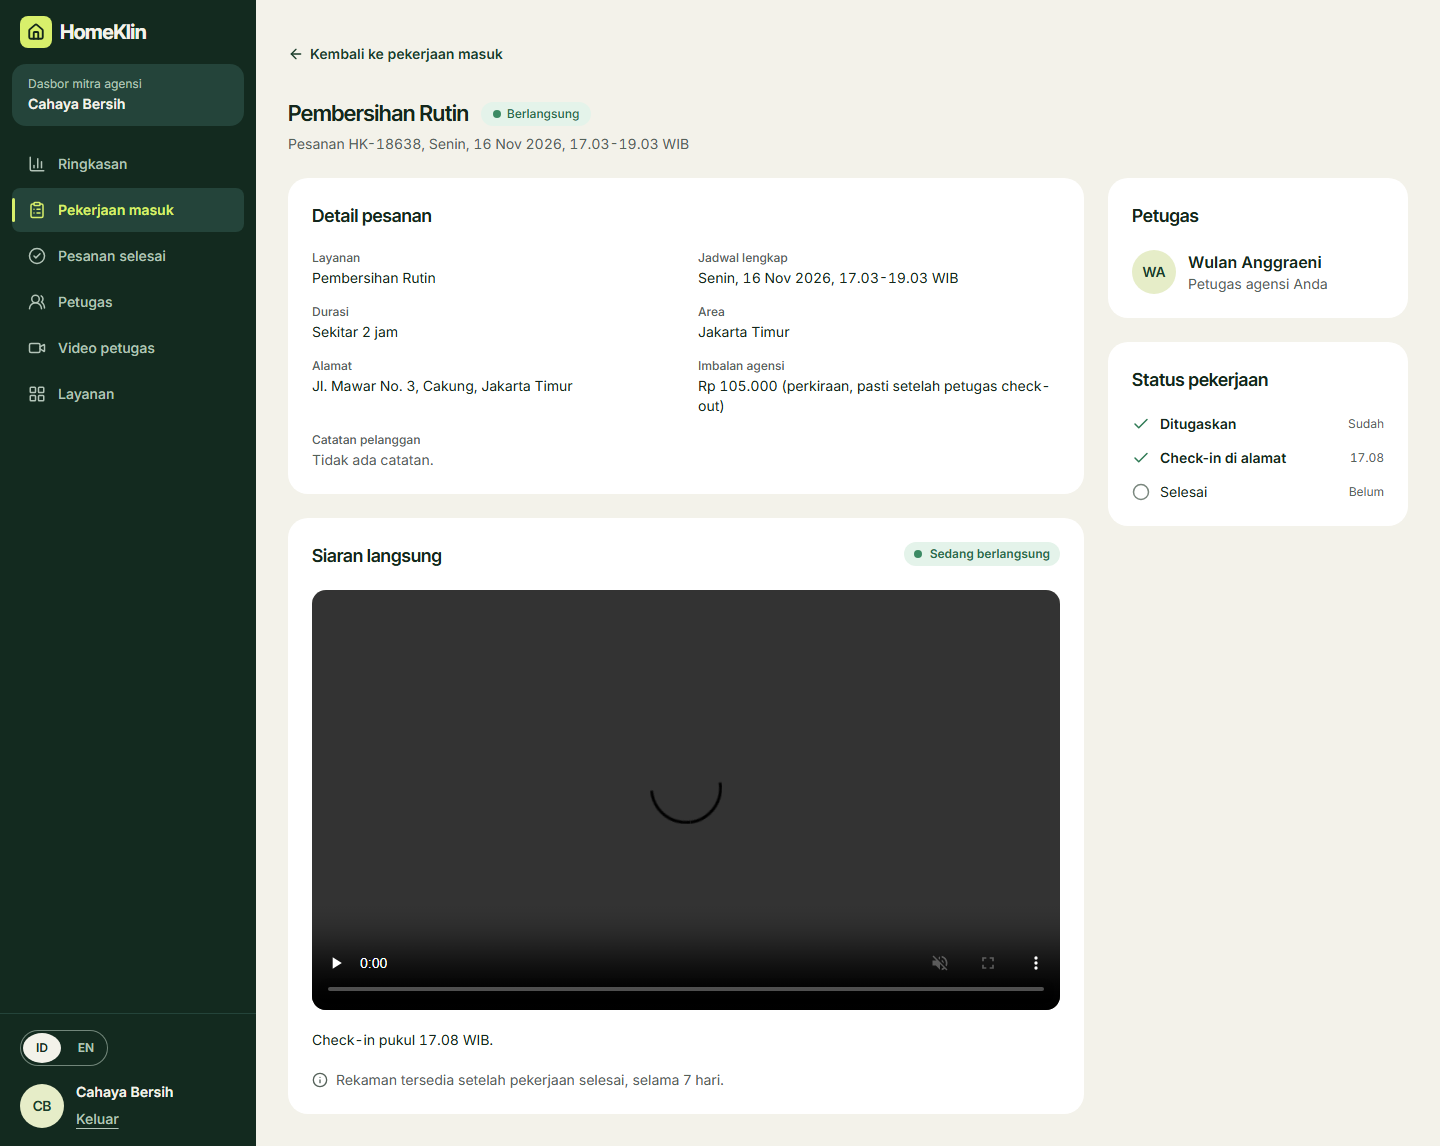 HomeKlin
Dasbor mitra agensi
Cahaya Bersih
Ringkasan
Pekerjaan masuk
Pesanan selesai
Petugas
Video petugas
Layanan
ID
EN
CB
Cahaya Bersih
Keluar
Kembali ke pekerjaan masuk
Pembersihan Rutin
Berlangsung
Pesanan HK-18638, Senin, 16 Nov 2026, 17.03-19.03 WIB
Detail pesanan
Layanan
Pembersihan Rutin
Jadwal lengkap
Senin, 16 Nov 2026, 17.03-19.03 WIB
Durasi
Sekitar 2 jam
Area
Jakarta Timur
Alamat
Jl. Mawar No. 3, Cakung, Jakarta Timur
Imbalan agensi
Rp 105.000 (perkiraan, pasti setelah petugas check-
out)
Catatan pelanggan
Tidak ada catatan.
Siaran langsung
Sedang berlangsung
0:00
Check-in pukul 17.08 WIB.
Rekaman tersedia setelah pekerjaan selesai, selama 7 hari.
Petugas
WA
Wulan Anggraeni
Petugas agensi Anda
Status pekerjaan
Ditugaskan
Sudah
Check-in di alamat
17.08
Selesai
Belum